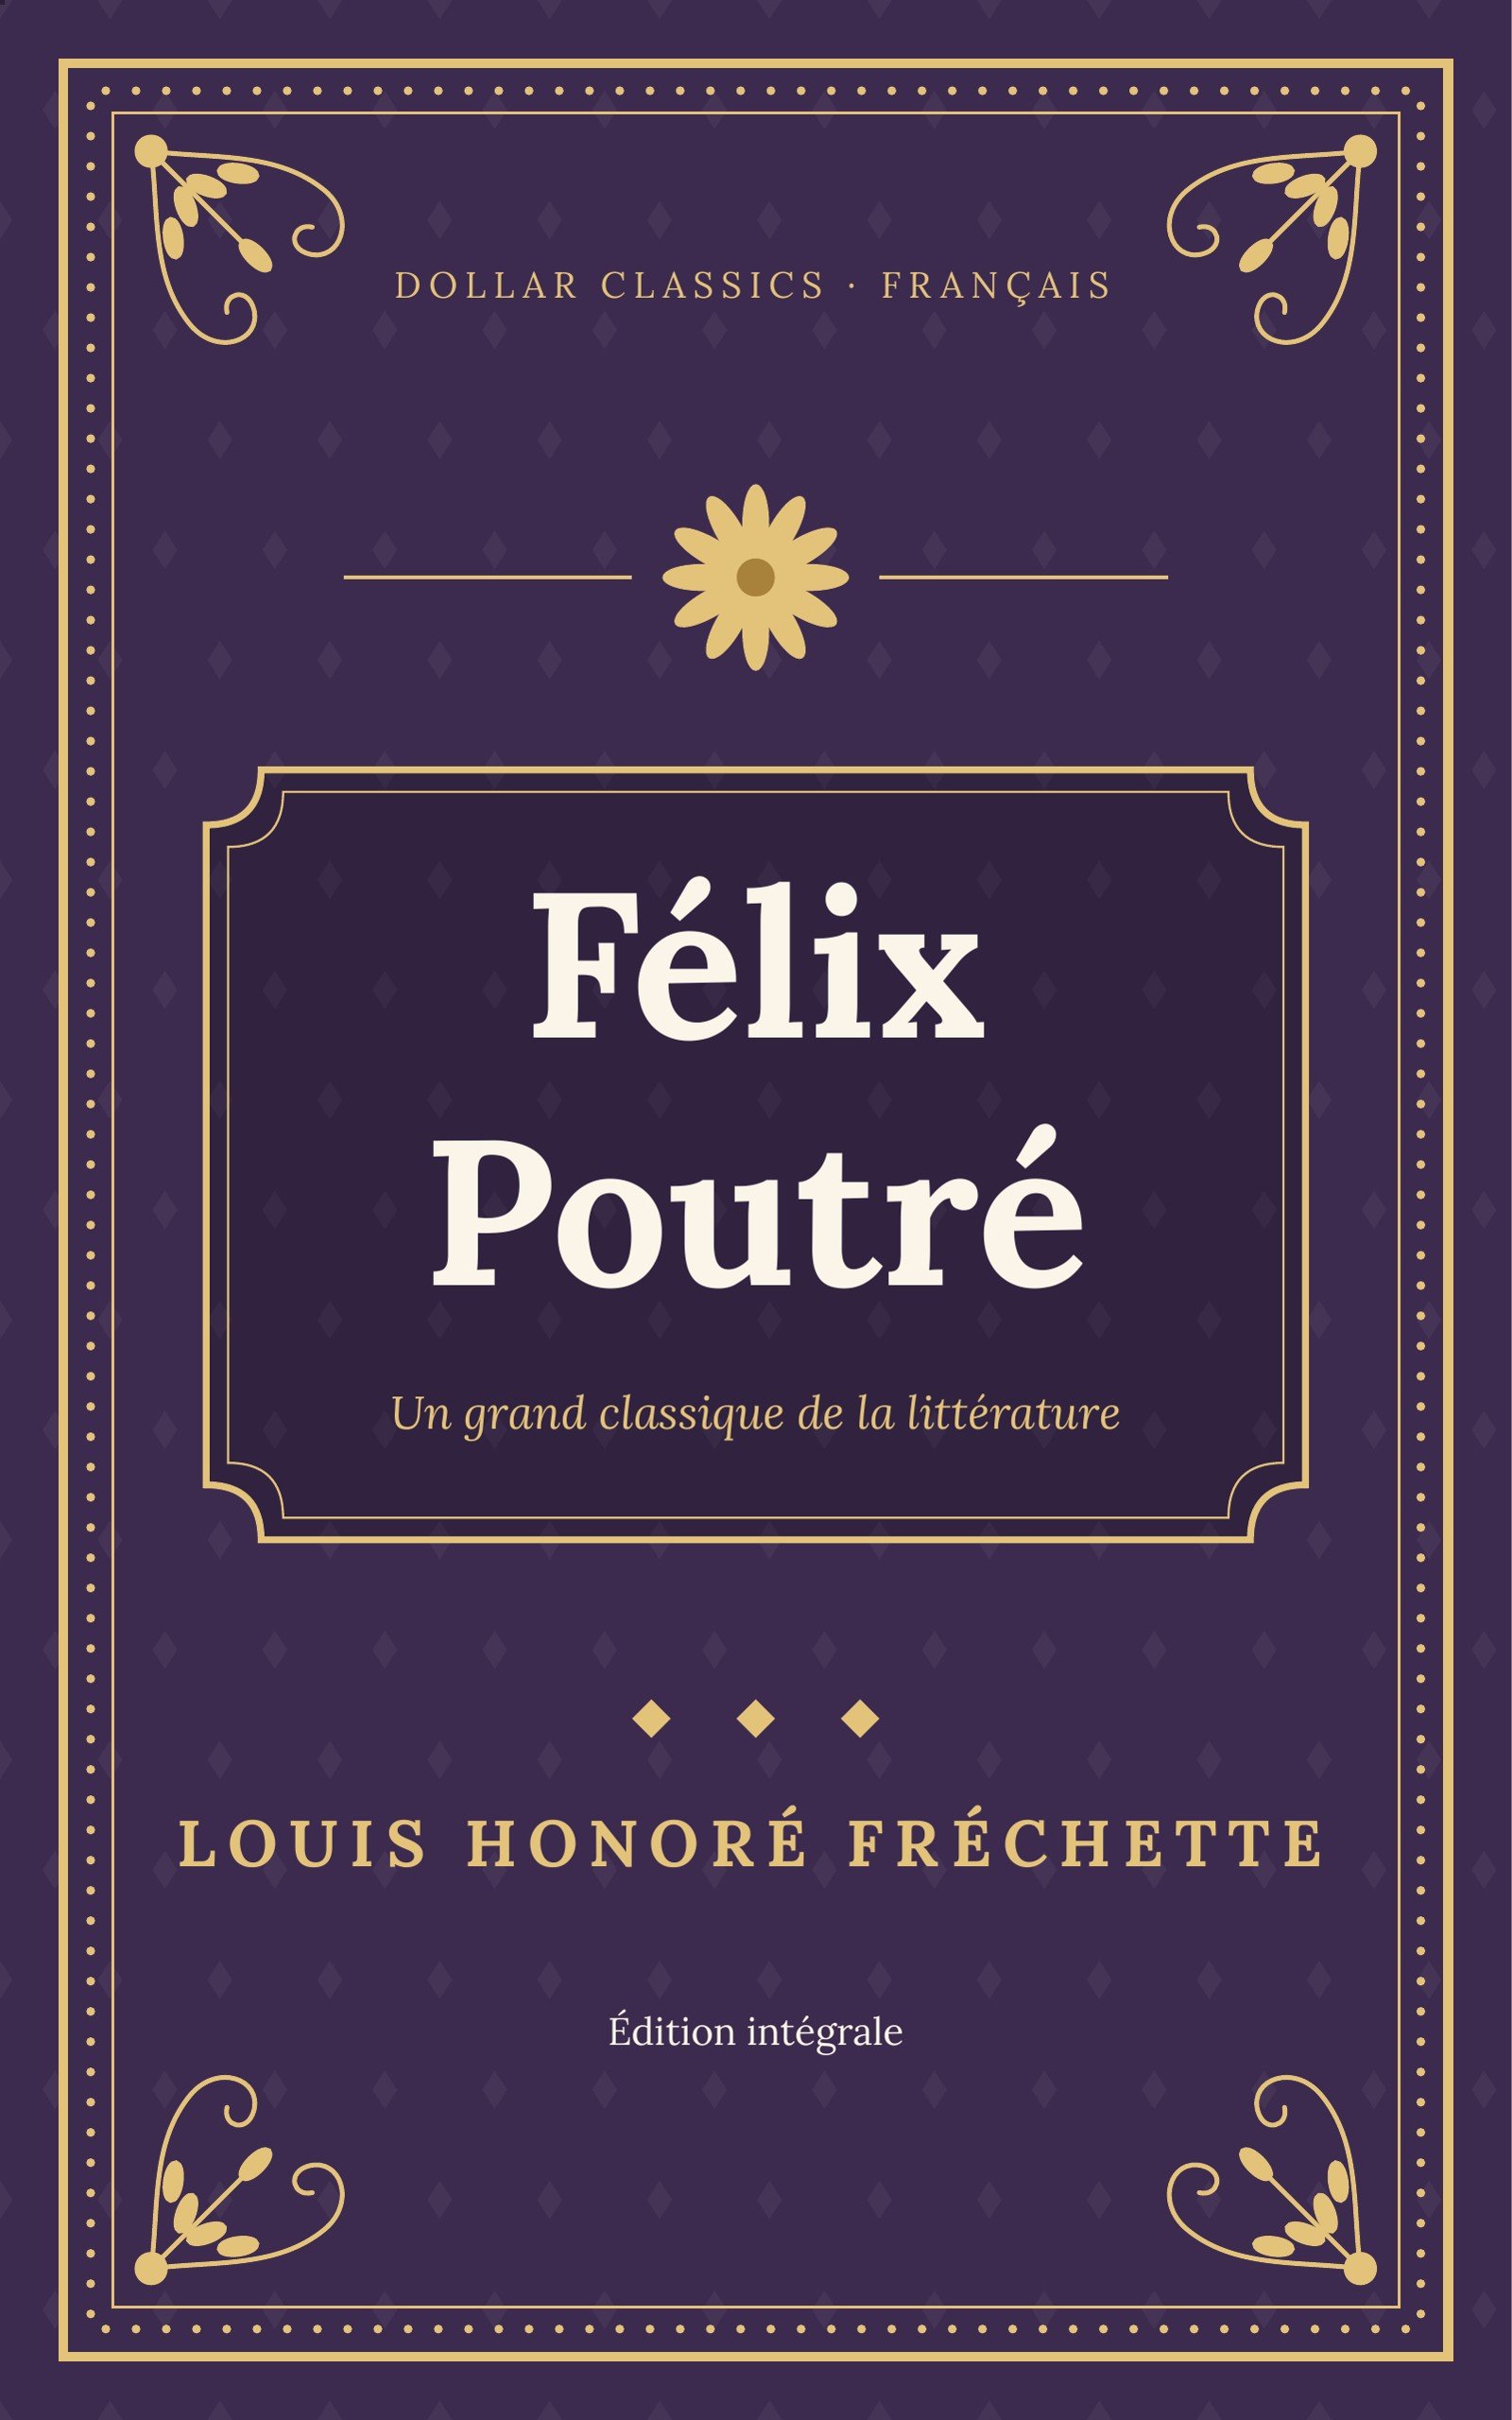 DOLLAR CLASSICS · FRANÇAIS
Félix
Poutré
Un grand classique de la littérature
LOUIS HONORÉ FRÉCHETTE
Édition intégrale